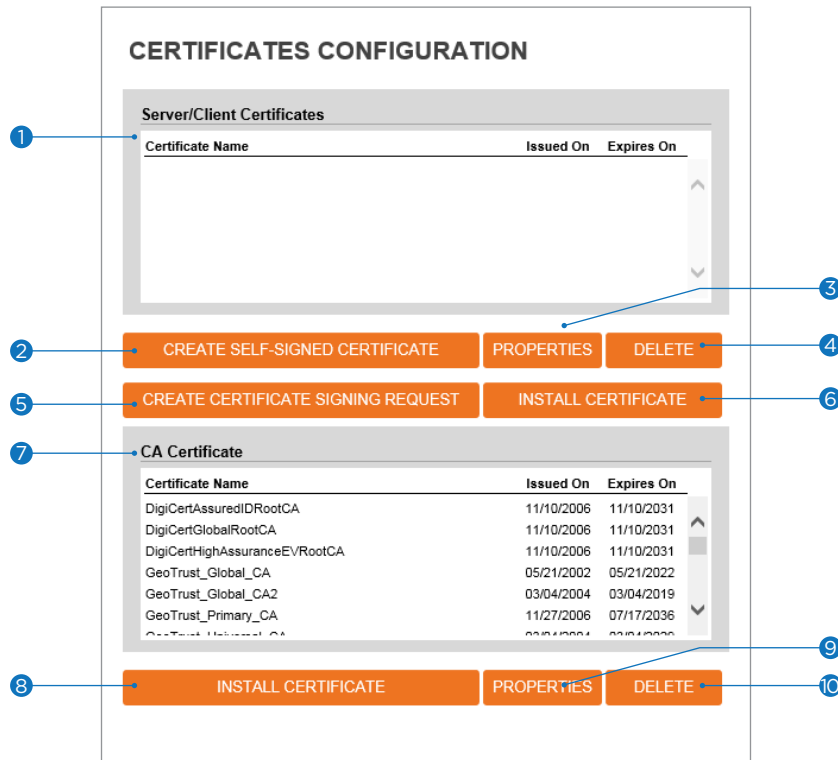 CERTIFICATES CONFIGURATION
Server/Client Certificates
1
Certificate Name Issued On Expires On
3
2 CREATE SELF-SIGNED CERTIFICATE PROPERTIES DELETE 4
5 CREATE CERTIFICATE SIGNING REQUEST INSTALL CERTIFICATE 6
7 CA Certificate
Certificate Name Issued On Expires On
DigiCertAssuredIDRootCA 11/10/2006 11/10/2031
DigiCertGlobalRootCA 11/10/2006 11/10/2031
DigiCertHighAssuranceEVRootCA 11/10/2006 11/10/2031
GeoTrust_Global_CA 05/21/2002 05/21/2022
GeoTrust_Global_CA2 03/04/2004 03/04/2019
GeoTrust_Primary_CA 11/27/2006 07/17/2036
9
8 INSTALL CERTIFICATE PROPERTIES DELETE 10